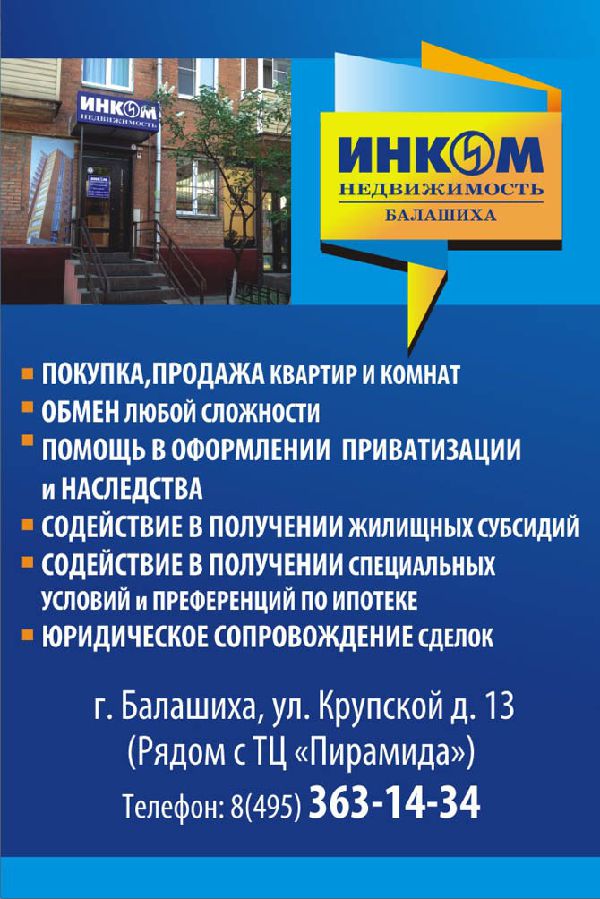 ИНКОМ
НЕДВИЖИМОСТЬ
ИНКОМ
НЕДВИЖИМОСТЬ
БАЛАШИХА
ПОКУПКА, ПРОДАЖА КВАРТИР И КОМНАТ
ОБМЕН ЛЮБОЙ СЛОЖНОСТИ
ПОМОЩЬ В ОФОРМЛЕНИИ ПРИВАТИЗАЦИИ
и НАСЛЕДСТВА
СОДЕЙСТВИЕ В ПОЛУЧЕНИИ ЖИЛИЩНЫХ СУБСИДИЙ
СОДЕЙСТВИЕ В ПОЛУЧЕНИИ СПЕЦИАЛЬНЫХ
УСЛОВИЙ и ПРЕФЕРЕНЦИЙ ПО ИПОТЕКЕ
ЮРИДИЧЕСКОЕ СОПРОВОЖДЕНИЕ СДЕЛОК
г. Балашиха, ул. Крупской д. 13
(Рядом с ТЦ «Пирамида»)
Телефон: 8(495) 363-14-34